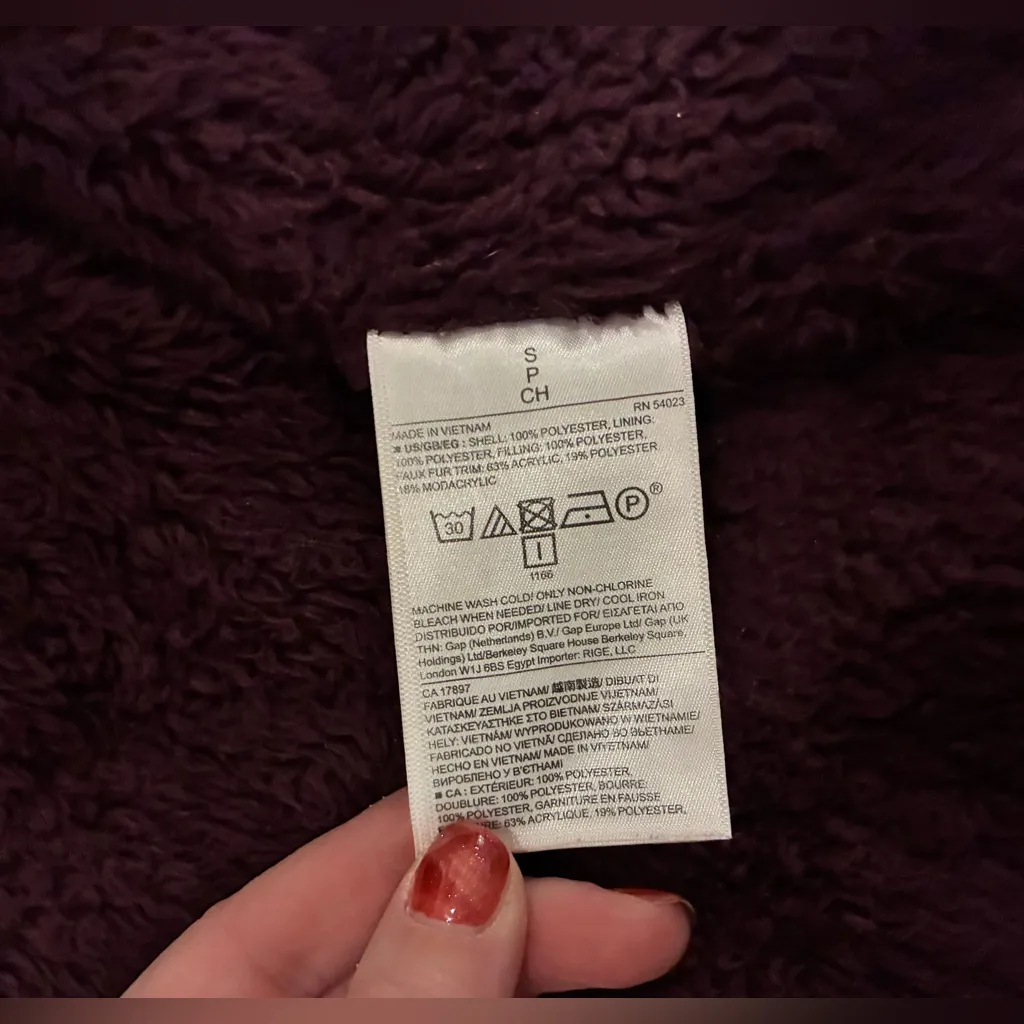 S
P
CH
RN 54023
MADE IN VIETNAM
US/GB/EG : SHELL: 100% POLYESTER, LINING:
100% POLYESTER, FILLING: 100% POLYESTER,
FAUX FUR TRIM: 63% ACRYLIC, 19% POLYESTER
18% MODACRYLIC
30
P®
1166
MACHINE WASH COLD/ ONLY NON-CHLORINE
BLEACH WHEN NEEDED/ LINE DRY/ COOL IRON
DISTRIBUIDO POR/IMPORTED FOR/ ΕΙΣΑΓΕΤΑΙ ΑΠΟ
THN: Gap (Netherlands) B.V./ Gap Europe Ltd/ Gap (UK
Holdings) Ltd/Berkeley Square House Berkeley Square,
London W1J 6BS Egypt Importer: RIGE, LLC
CA 17897
FABRIQUE AU VIETNAM/ 越南製造/ DIBUAT DI
VIETNAM/ ZEMLJA PROIZVODNJE VIJETNAM/
ΚΑΤΑΣΚΕΥΑΣΤΗΚΕ ΣΤΟ ΒΙΕΤΝΑΜ/ SZÁRMAZÁSI
HELY: VIETNÁM/ WYPRODUKOWANO W WIETNAMIE/
FABRICADO NO VIETNÃ/ СДЕЛАНО ВО ВЬЕТНАМЕ/
HECHO EN VIETNAM/ MADE IN VIYETNAM/
ВИРОБЛЕНО У В'ЄТНАМІ
CA : EXTÉRIEUR: 100% POLYESTER,
DOUBLURE: 100% POLYESTER, BOURRE:
100% POLYESTER, GARNITURE EN FAUSSE
63% ACRYLIQUE, 19% POLYESTER,